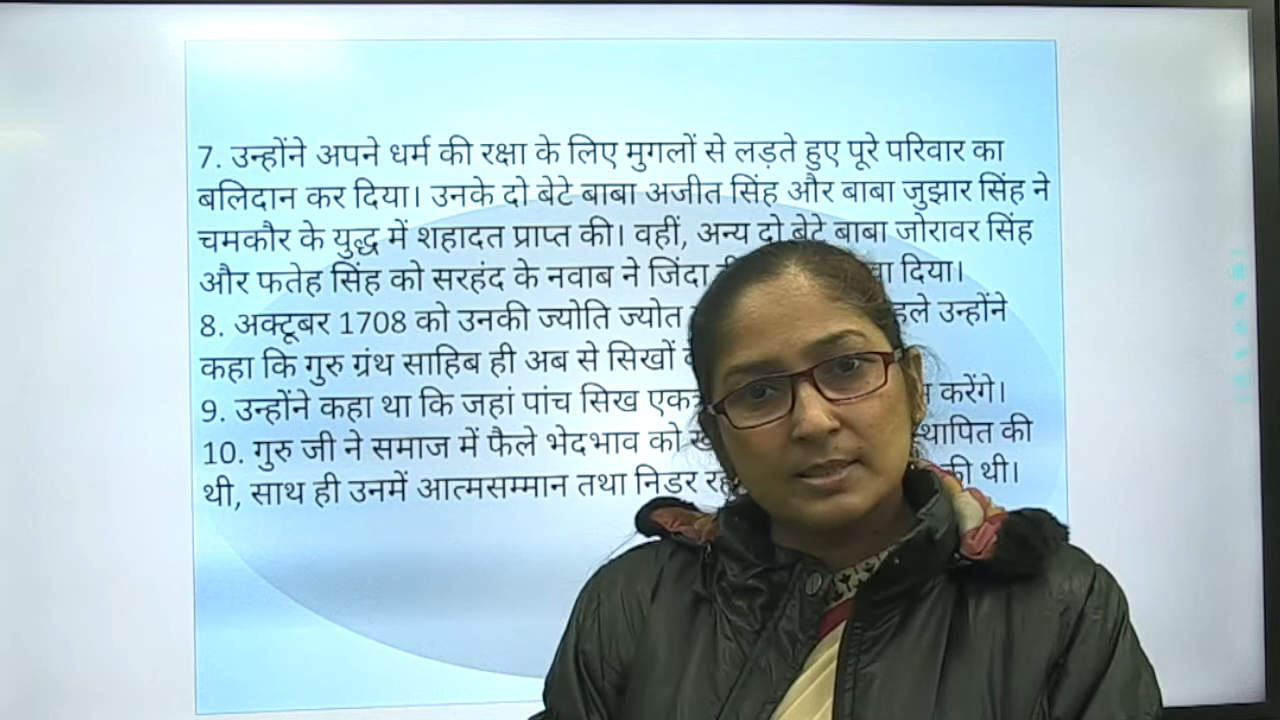 7. उन्होंने अपने धर्म की रक्षा के लिए मुगलों से लड़ते हुए पूरे परिवार का
बलिदान कर दिया। उनके दो बेटे बाबा अजीत सिंह और बाबा जुझार सिंह ने
चमकौर के युद्ध में शहादत प्राप्त की। वहीं, अन्य दो बेटे बाबा जोरावर सिंह
और फतेह सिंह को सरहंद के नवाब ने जिंदा दिया।
8. अक्टूबर 1708 को उनकी ज्योति ज्योत उन्होंने
कहा कि गुरु ग्रंथ साहिब ही अब से सिखों
9. उन्होंने कहा था कि जहां पांच सिख करेंगे।
10. गुरु जी ने समाज में फैले भेदभाव को की
थी, साथ ही उनमें आत्मसम्मान तथा निडर की थी।